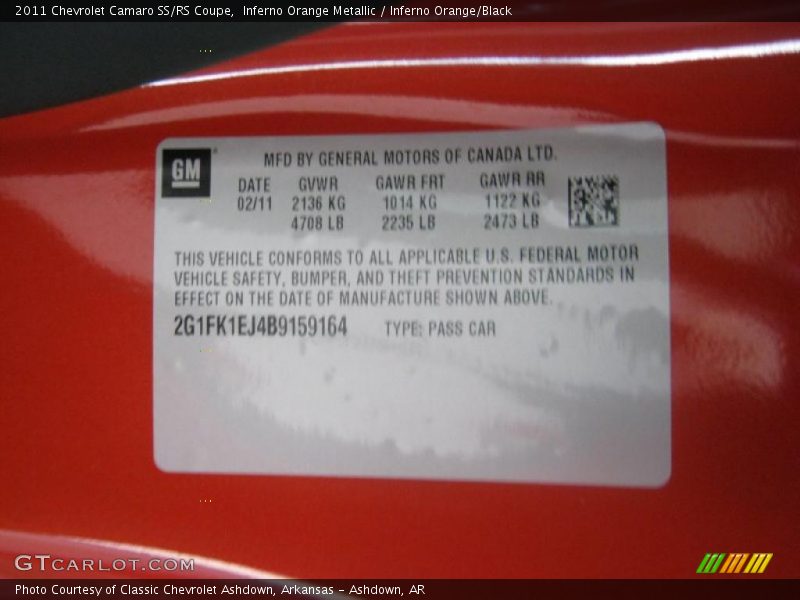 2011 Chevrolet Camaro SS/RS Coupe,  Inferno Orange Metallic / Inferno Orange/Black
GM
MFD BY GENERAL MOTORS OF CANADA LTD.
DATE GVWR GAWR FRT GAWR RR
02/11 2136 KG 1014 KG 1122 KG
4708 LB 2235 LB 2473 LB
THIS VEHICLE CONFORMS TO ALL APPLICABLE U.S. FEDERAL MOTOR
VEHICLE SAFETY, BUMPER, AND THEFT PREVENTION STANDARDS IN
EFFECT ON THE DATE OF MANUFACTURE SHOWN ABOVE.
2G1FK1EJ4B9159164 TYPE: PASS CAR
GTCARLOT.COM
Photo Courtesy of Classic Chevrolet Ashdown, Arkansas - Ashdown, AR